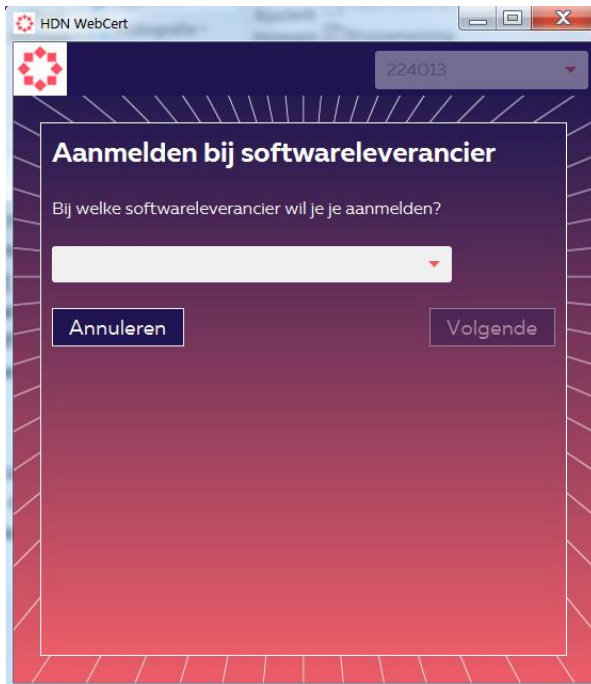 HDN WebCert
224013
Aanmelden bij softwareleverancier
Bij welke softwareleverancier wil je je aanmelden?
Annuleren
Volgende